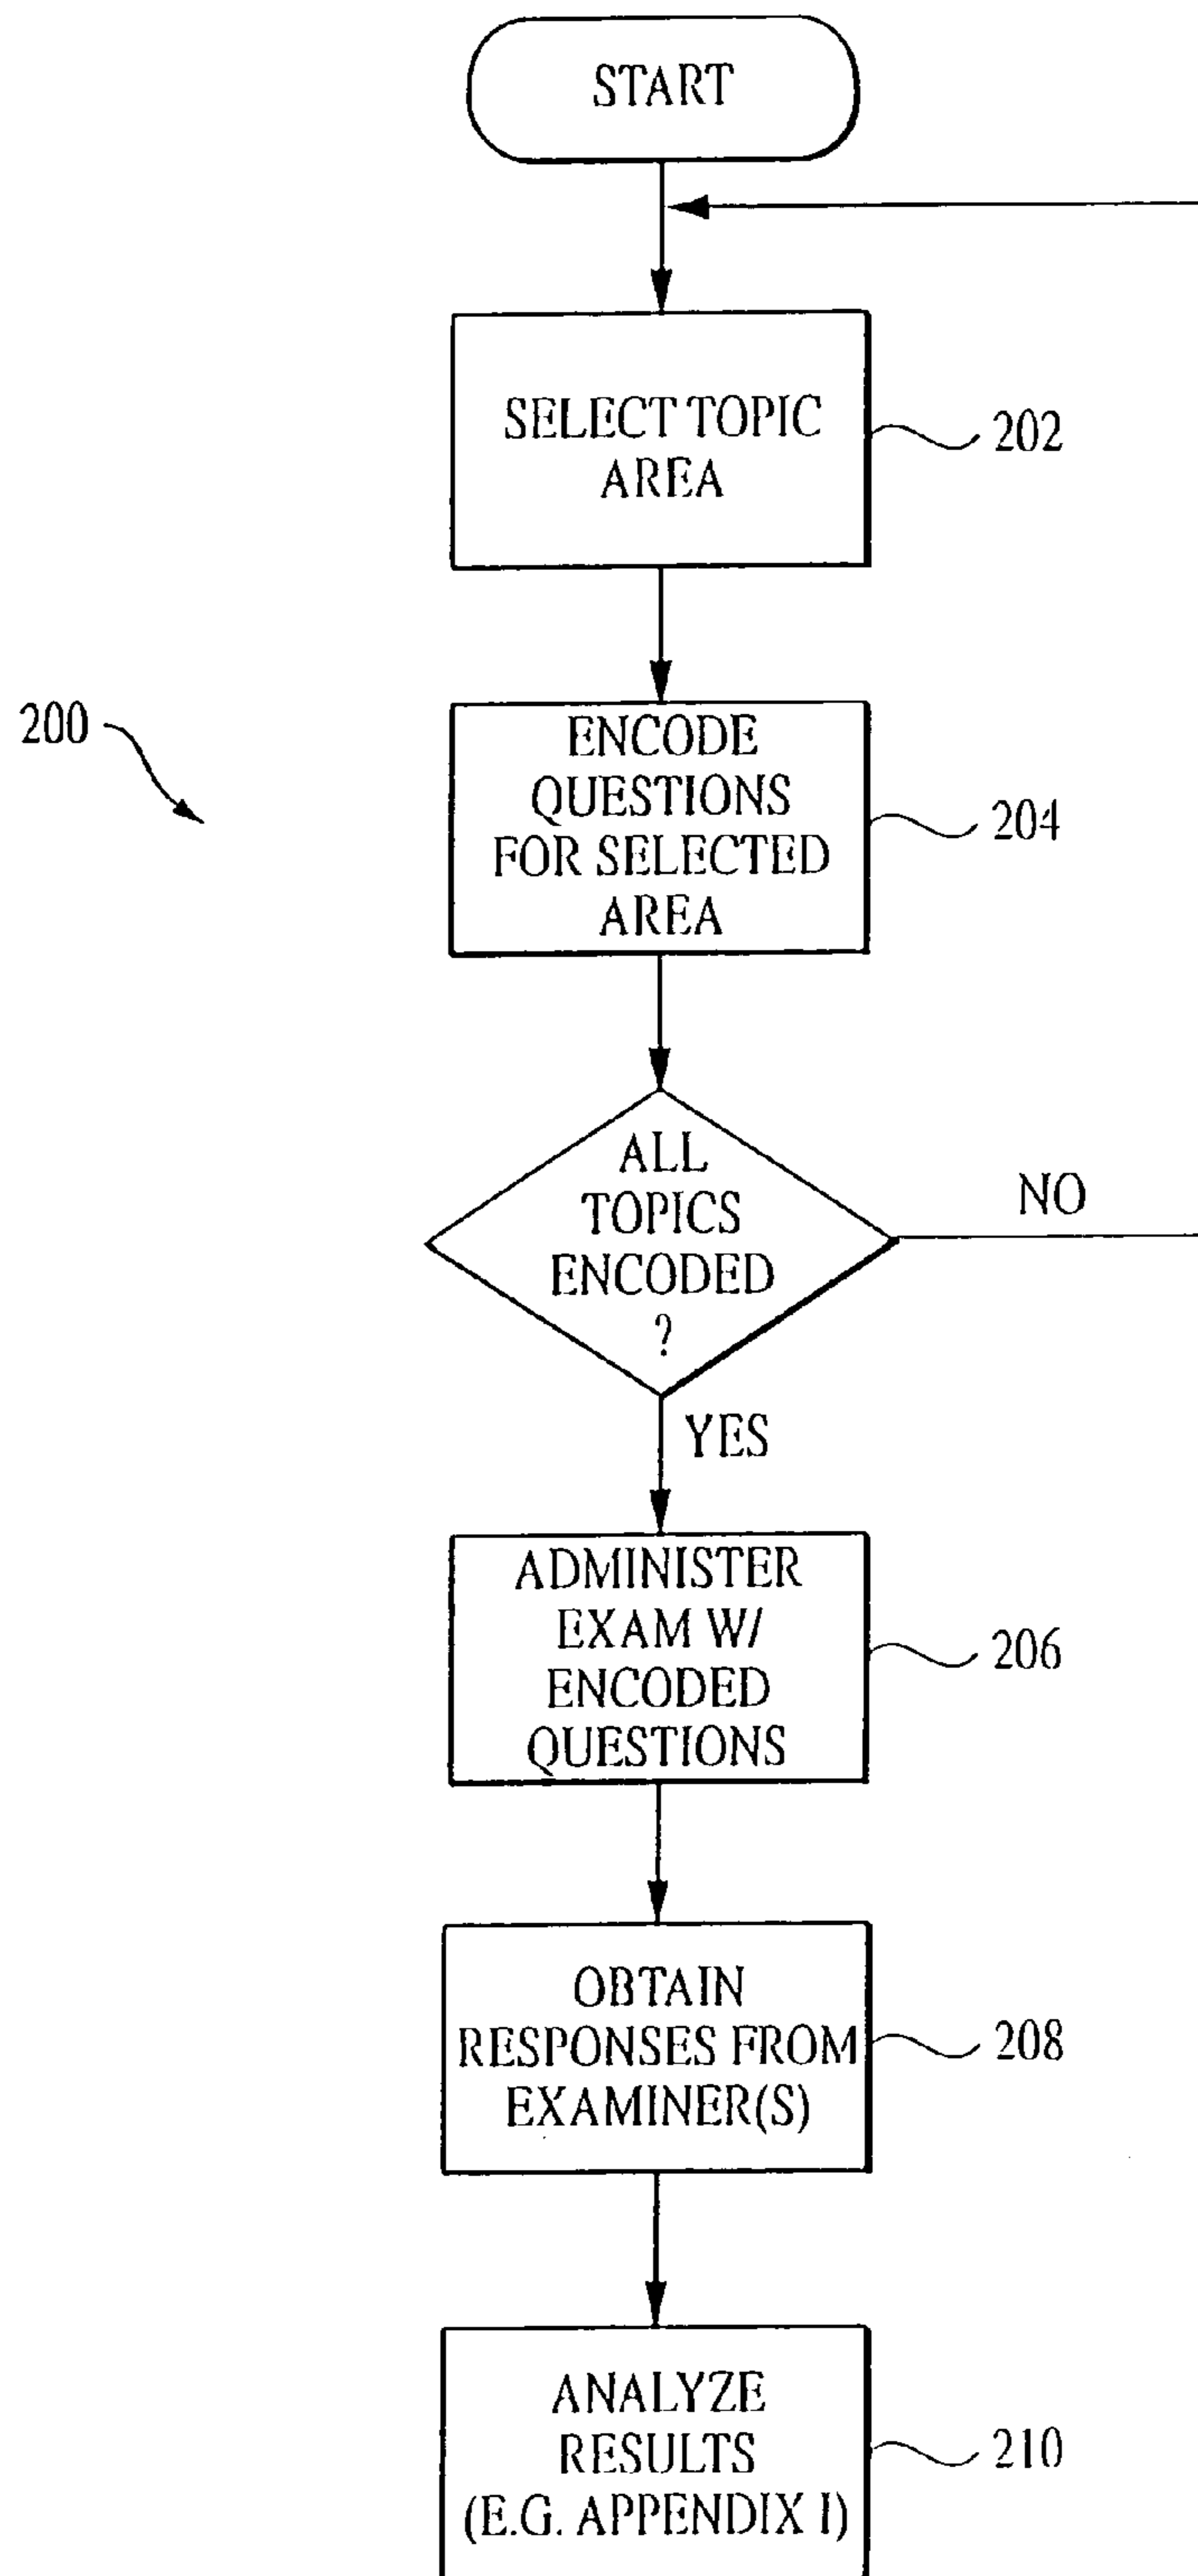 START
SELECT TOPIC
AREA
202
200
ENCODE
QUESTIONS
FOR SELECTED
AREA
204
ALL
TOPICS
ENCODED
?
NO
YES
ADMINISTER
EXAM W/
ENCODED
QUESTIONS
206
OBTAIN
RESPONSES FROM
EXAMINER(S)
208
ANALYZE
RESULTS
(E.G. APPENDIX I)
210